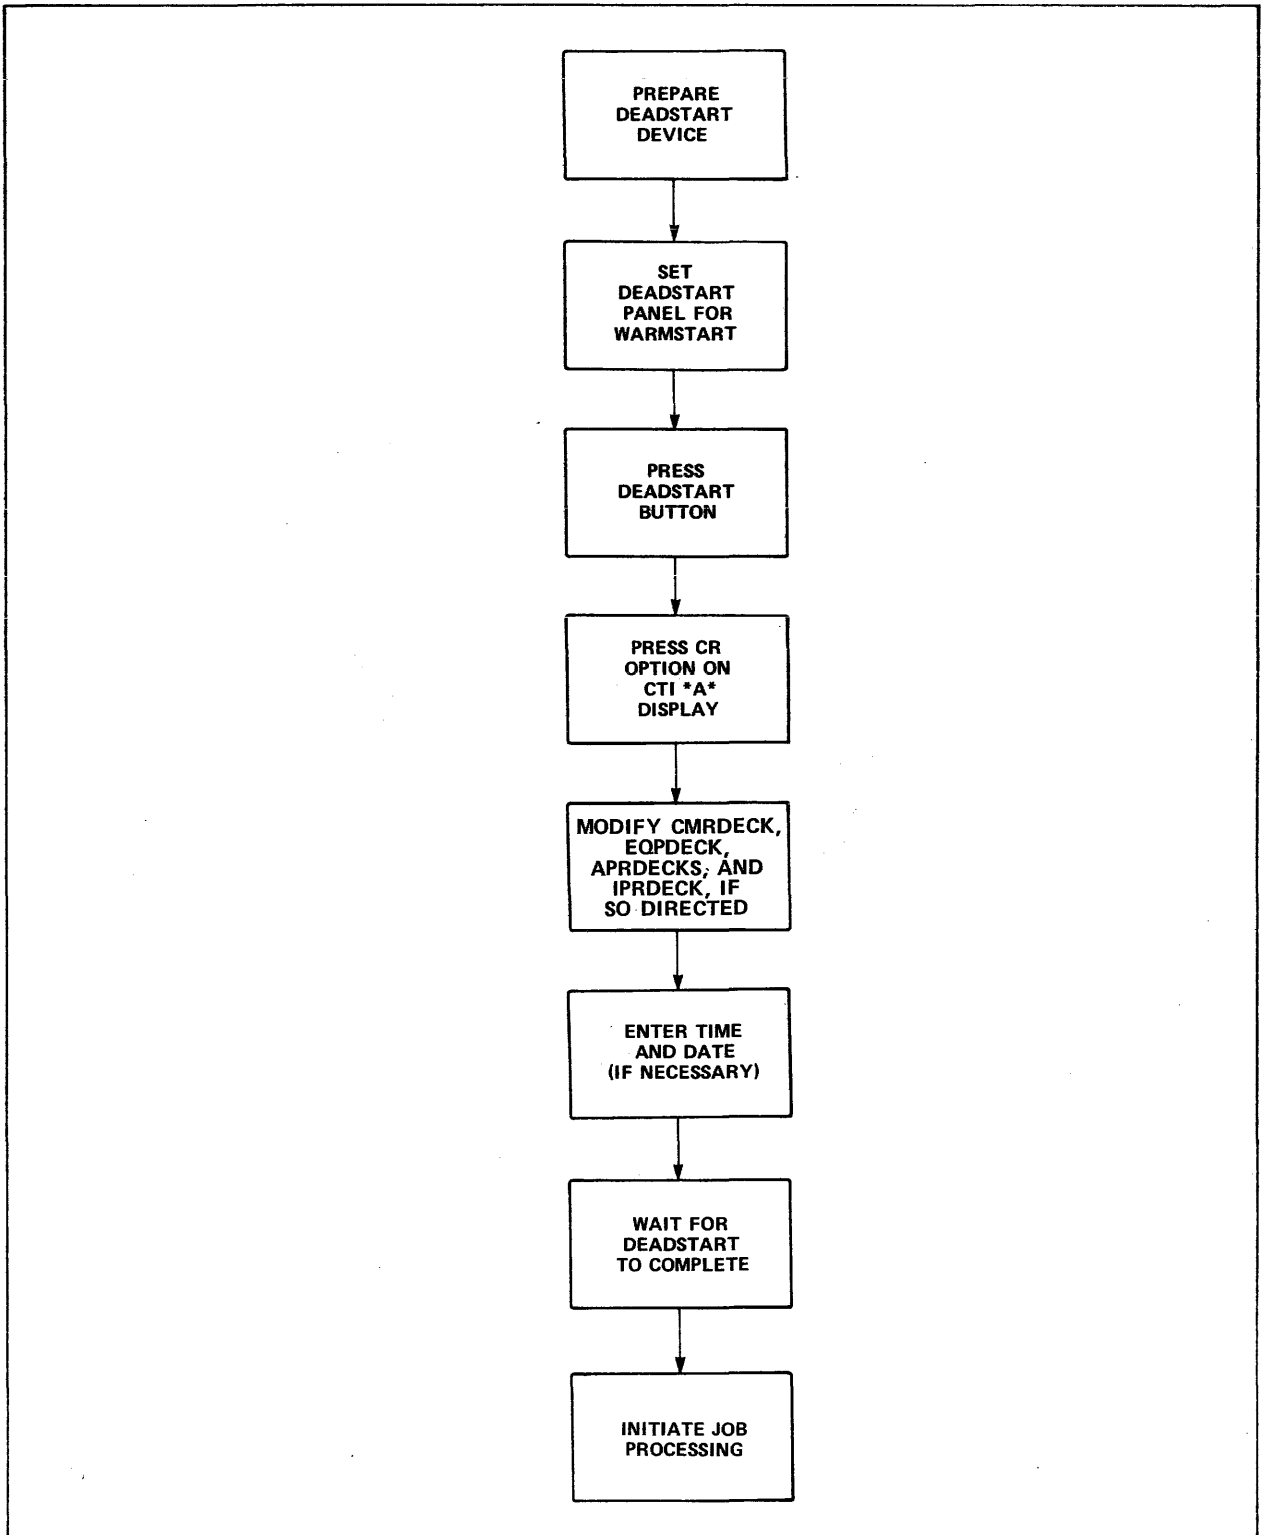 PREPARE
DEADSTART
DEVICE
SET
DEADSTART
PANEL FOR
WARMSTART
PRESS
DEADSTART
BUTTON
PRESS CR
OPTION ON
CTI *A*
DISPLAY
MODIFY CMRDECK,
EQPDECK,
APRDECKS, AND
IPRDECK, IF
SO DIRECTED
ENTER TIME
AND DATE
(IF NECESSARY)
WAIT FOR
DEADSTART
TO COMPLETE
INITIATE JOB
PROCESSING